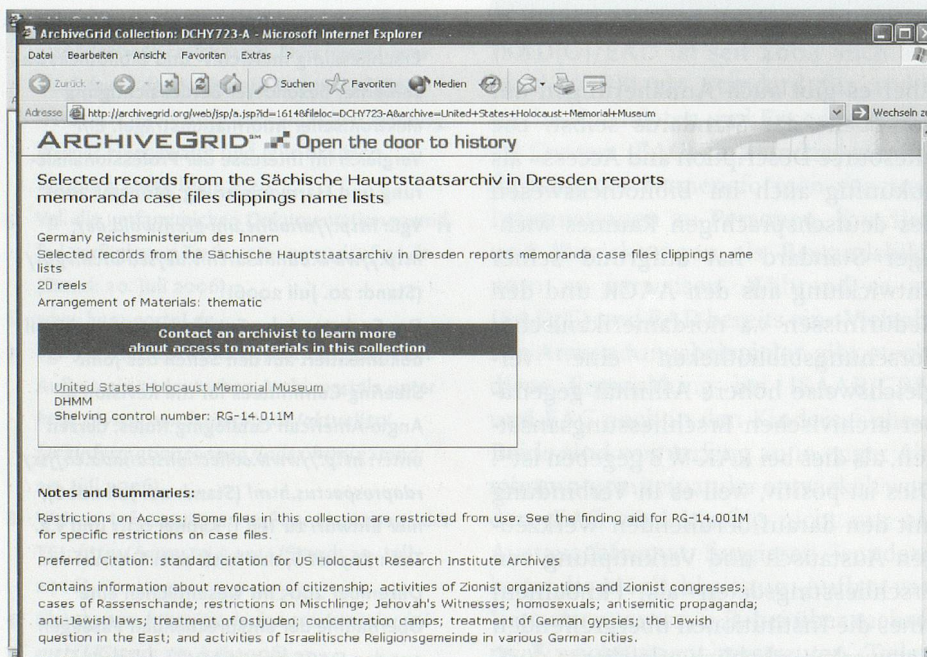 ArchiveGrid Collection: DCHY723-A - Microsoft Internet Explorer
Datei Bearbeiten Ansicht Favoriten Extras ?
Zurück Suchen Favoriten Medien
Adresse http://archivegrid.org/web/jsp/a.jsp?id=1614&fileloc=DCHY723-A&archive=United+States+Holocaust+Memorial+Museum Wechseln zu
ARCHIVEGRID Open the door to history
Selected records from the Sächische Hauptstaatsarchiv in Dresden reports
memoranda case files clippings name lists
Germany Reichsministerium des Innern
Selected records from the Sächische Hauptstaatsarchiv in Dresden reports memoranda case files clippings name
lists
20 reels
Arrangement of Materials: thematic
Contact an archivist to learn more
about access to materials in this collection
United States Holocaust Memorial Museum
DHMM
Shelving control number: RG-14.011M
Notes and Summaries:
Restrictions on Access: Some files in this collection are restricted from use. See the finding aid for RG-14.001M
for specific restrictions on case files.
Preferred Citation: standard citation for US Holocaust Research Institute Archives
Contains information about revocation of citizenship; activities of Zionist organizations and Zionist congresses;
cases of Rassenschande; restrictions on Mischlinge; Jehovah's Witnesses; homosexuals; antisemitic propaganda;
anti-Jewish laws; treatment of Ostjuden; concentration camps; treatment of German gypsies; the Jewish
question in the East; and activities of Israelitische Religionsgemeinde in various German cities.